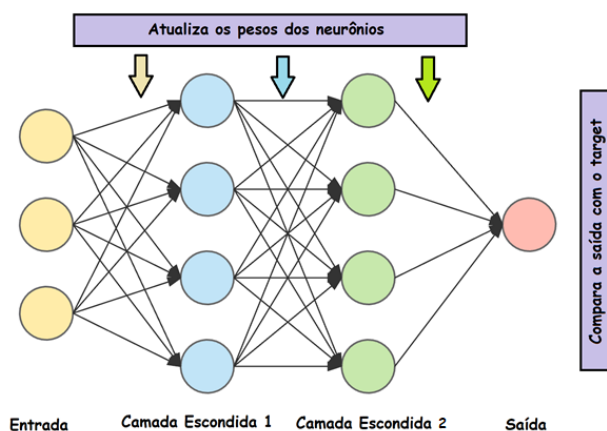 Atualiza os pesos dos neurônios
Compara a saída com o target
Entrada
Camada Escondida 1
Camada Escondida 2
Saída